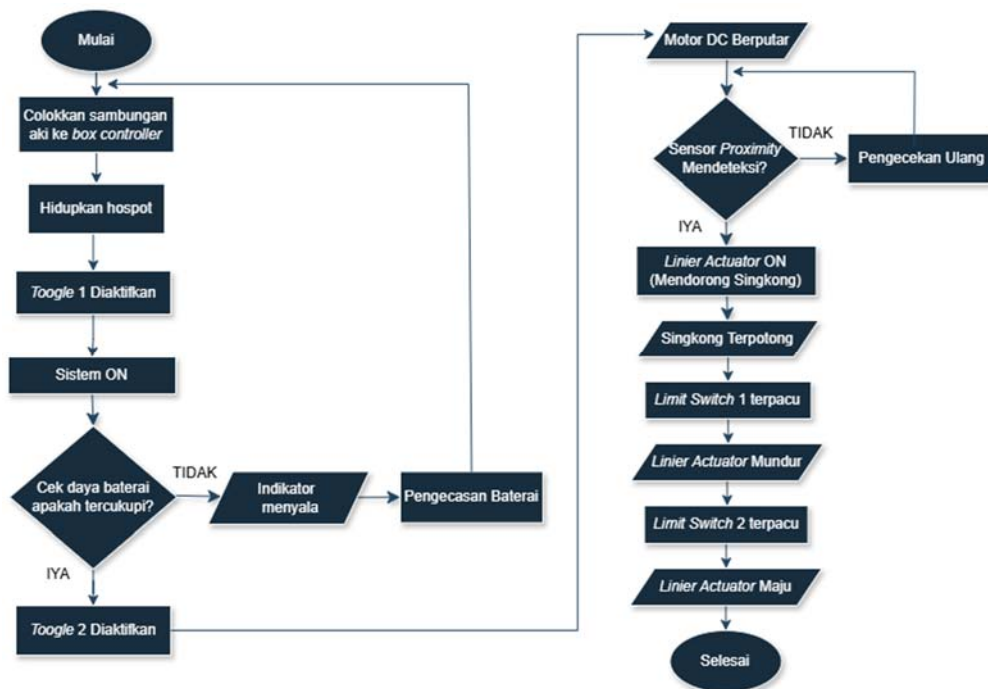 Mulai
Colokkan sambungan
aki ke box controller
Hidupkan hospot
Toogle 1 Diaktifkan
Sistem ON
Cek daya baterai
apakah tercukupi?
TIDAK
Indikator
menyala
Pengecasan Baterai
IYA
Toogle 2 Diaktifkan
Motor DC Berputar
Sensor Proximity
Mendeteksi?
TIDAK
Pengecekan Ulang
IYA
Linier Actuator ON
(Mendorong Singkong)
Singkong Terpotong
Limit Switch 1 terpacu
Linier Actuator Mundur
Limit Switch 2 terpacu
Linier Actuator Maju
Selesai